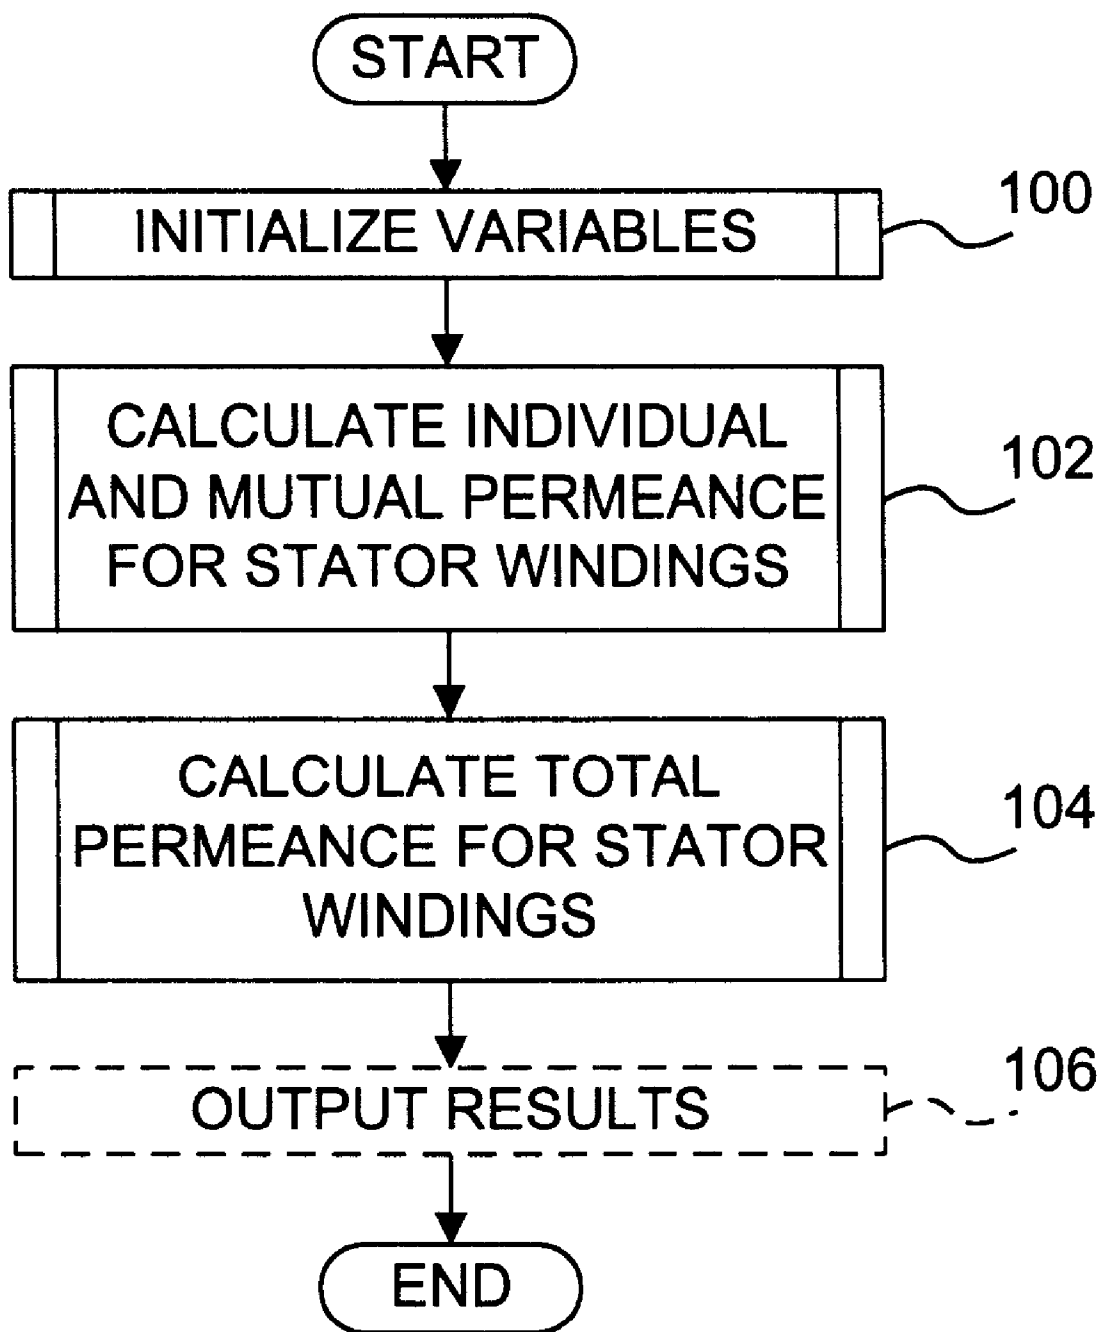 START
INITIALIZE VARIABLES
100
CALCULATE INDIVIDUAL
AND MUTUAL PERMEANCE
FOR STATOR WINDINGS
102
CALCULATE TOTAL
PERMEANCE FOR STATOR
WINDINGS
104
OUTPUT RESULTS
106
END